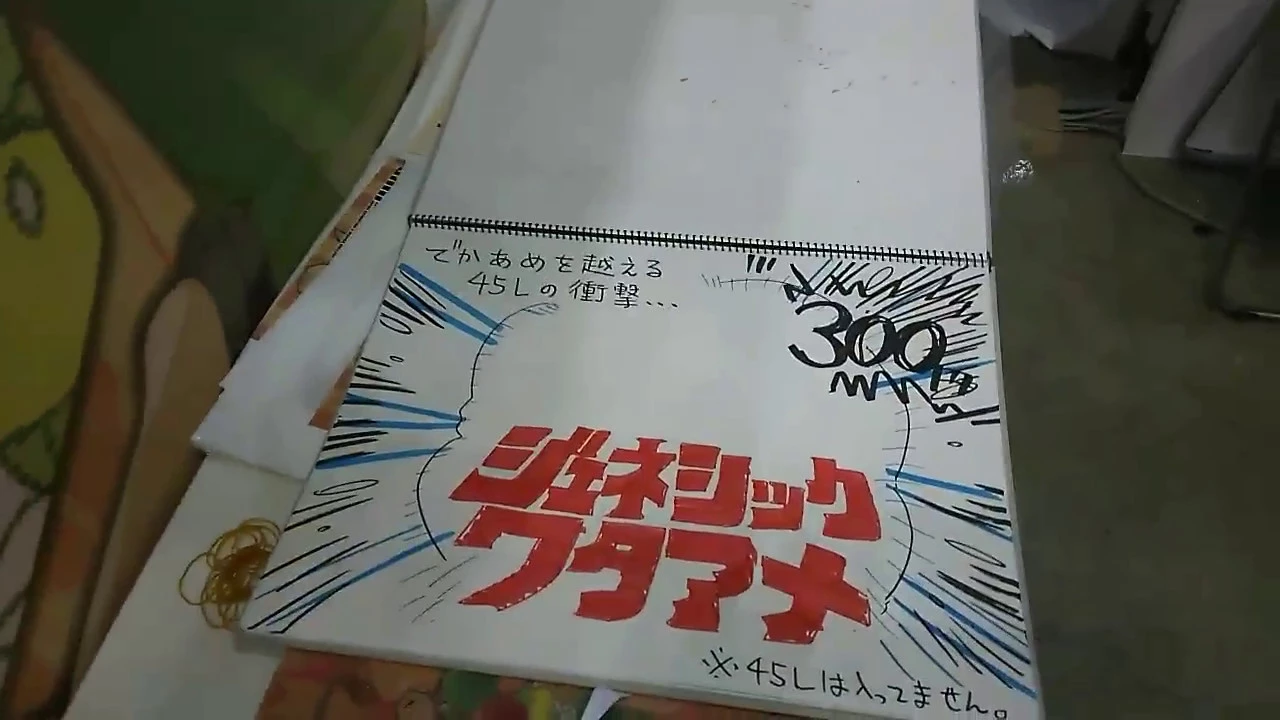 でかあめを越える
45Lの衝撃...
300
ジェネシック
ワタアメ
※45Lは入ってません。